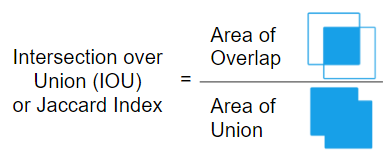 Intersection over
Union (IOU)
or Jaccard Index
=
Area of
Overlap
Area of
Union